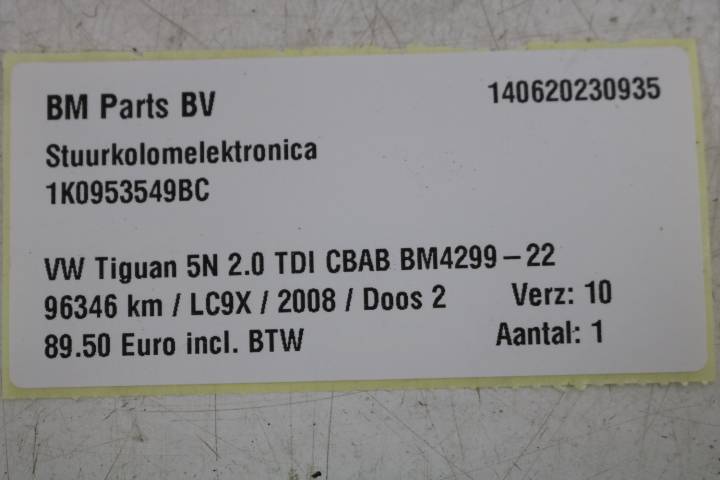 BM Parts BV 140620230935
Stuurkolomelektronica
1K0953549BC
VW Tiguan 5N 2.0 TDI CBAB BM4299-22
96346 km / LC9X / 2008 / Doos 2 Verz: 10
89.50 Euro incl. BTW Aantal: 1